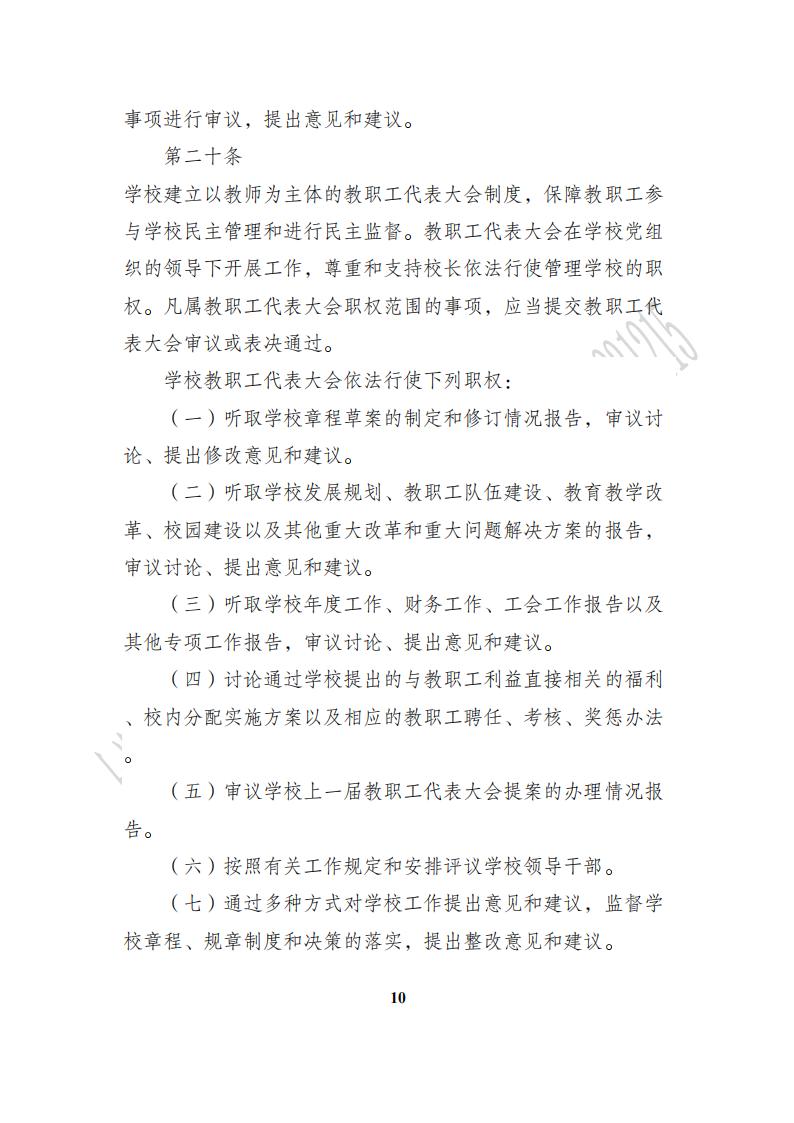 事项进行审议，提出意见和建议。
第二十条
学校建立以教师为主体的教职工代表大会制度，保障教职工参
与学校民主管理和进行民主监督。教职工代表大会在学校党组
织的领导下开展工作，尊重和支持校长依法行使管理学校的职
权。凡属教职工代表大会职权范围的事项，应当提交教职工代
表大会审议或表决通过。
学校教职工代表大会依法行使下列职权：
（一）听取学校章程草案的制定和修订情况报告，审议讨
论、提出修改意见和建议。
（二）听取学校发展规划、教职工队伍建设、教育教学改
革、校园建设以及其他重大改革和重大问题解决方案的报告，
审议讨论、提出意见和建议。
（三）听取学校年度工作、财务工作、工会工作报告以及
其他专项工作报告，审议讨论、提出意见和建议。
（四）讨论通过学校提出的与教职工利益直接相关的福利
、校内分配实施方案以及相应的教职工聘任、考核、奖惩办法
。
（五）审议学校上一届教职工代表大会提案的办理情况报
告。
（六）按照有关工作规定和安排评议学校领导干部。
（七）通过多种方式对学校工作提出意见和建议，监督学
校章程、规章制度和决策的落实，提出整改意见和建议。
10